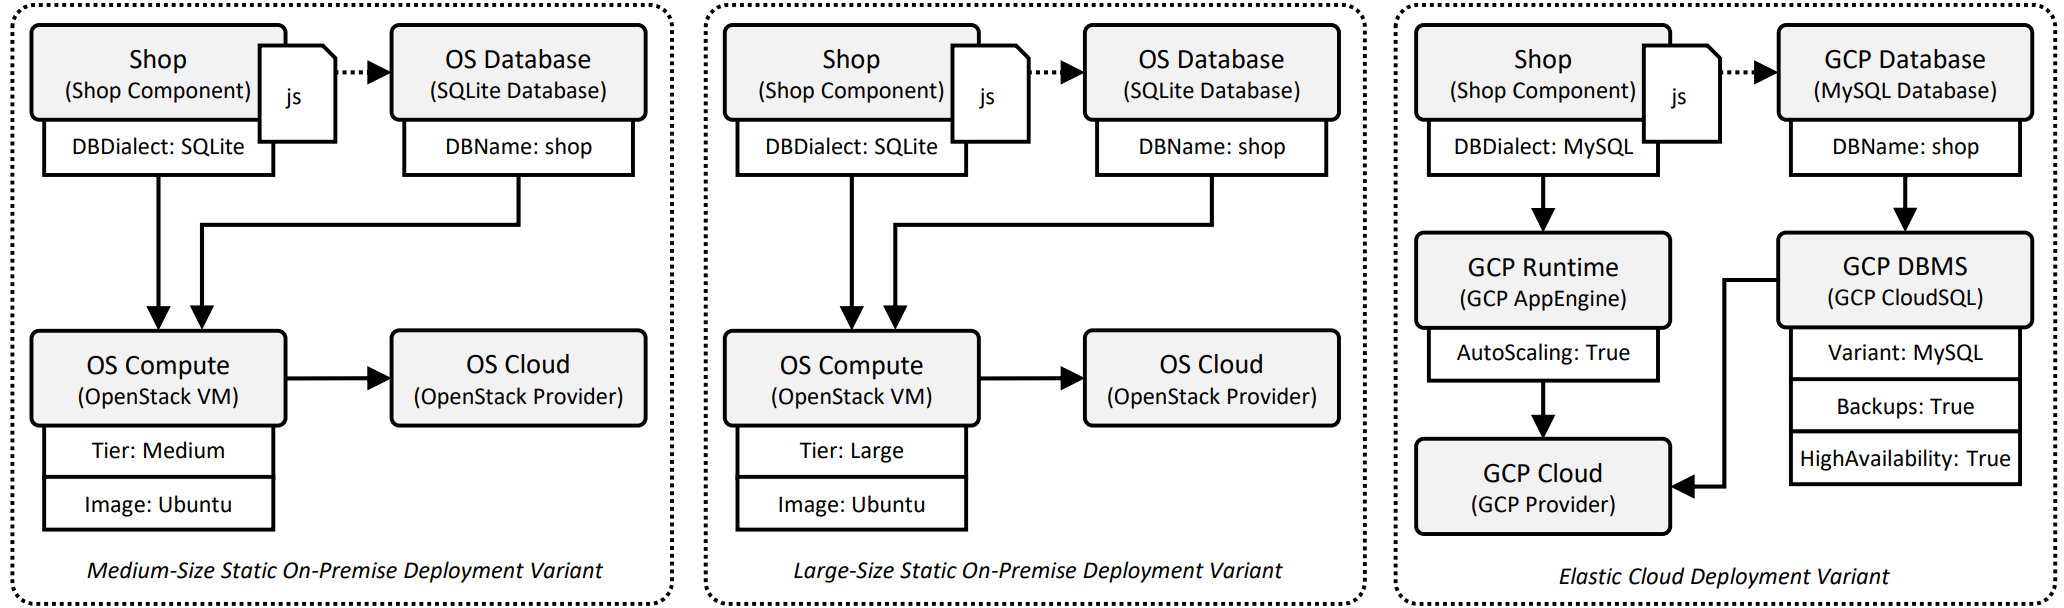 Shop
(Shop Component)
js
OS Database
(SQLite Database)
DBDialect: SQLite
DBName: shop
OS Compute
(OpenStack VM)
OS Cloud
(OpenStack Provider)
Tier: Medium
Image: Ubuntu
Medium-Size Static On-Premise Deployment Variant
Shop
(Shop Component)
js
OS Database
(SQLite Database)
DBDialect: SQLite
DBName: shop
OS Compute
(OpenStack VM)
OS Cloud
(OpenStack Provider)
Tier: Large
Image: Ubuntu
Large-Size Static On-Premise Deployment Variant
Shop
(Shop Component)
js
GCP Database
(MySQL Database)
DBDialect: MySQL
DBName: shop
GCP Runtime
(GCP AppEngine)
AutoScaling: True
GCP DBMS
(GCP CloudSQL)
Variant: MySQL
Backups: True
HighAvailability: True
GCP Cloud
(GCP Provider)
Elastic Cloud Deployment Variant